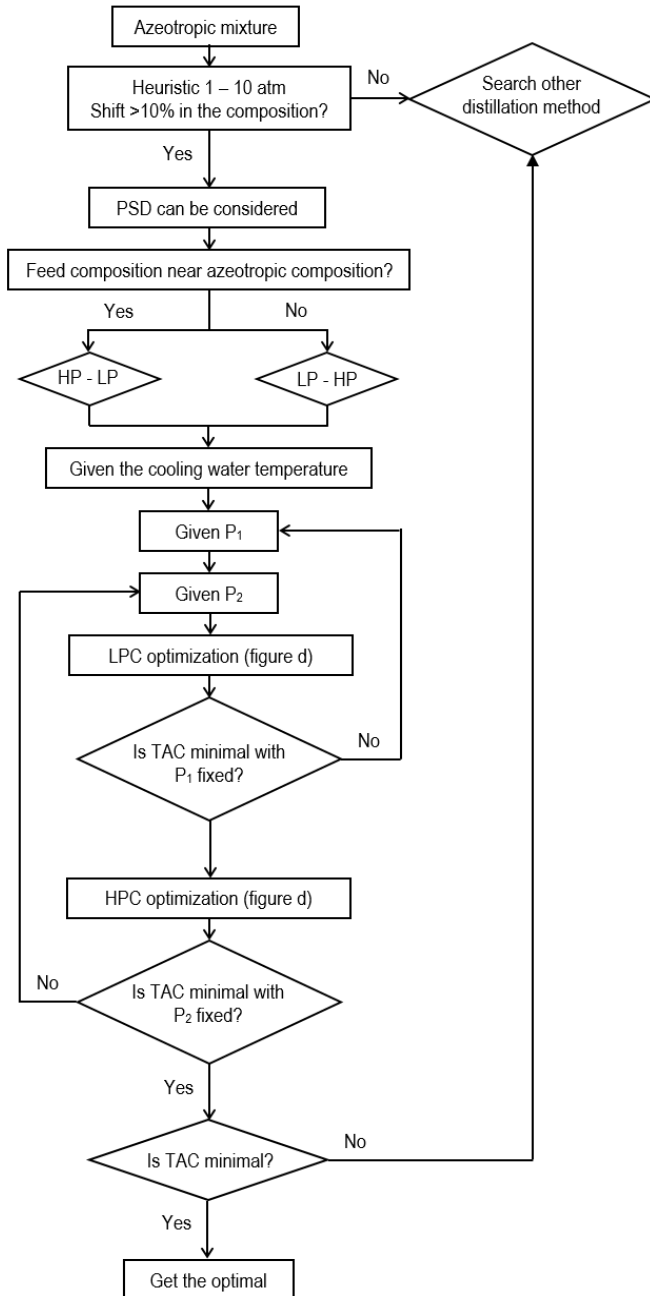 Azeotropic mixture
Heuristic 1 – 10 atm
Shift >10% in the composition?
No
Search other
distillation method
Yes
PSD can be considered
Feed composition near azeotropic composition?
Yes
No
HP - LP
LP - HP
Given the cooling water temperature
Given P₁
Given P₂
LPC optimization (figure d)
Is TAC minimal with
P₁ fixed?
No
HPC optimization (figure d)
No
Is TAC minimal with
P₂ fixed?
Yes
Is TAC minimal?
No
Yes
Get the optimal